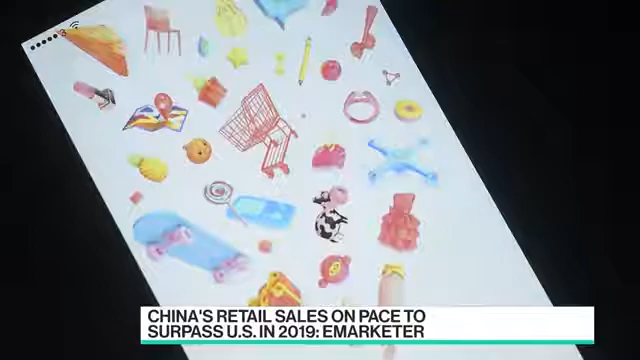 CHINA'S RETAIL SALES ON PACE TO
SURPASS U.S. IN 2019: EMARKETER